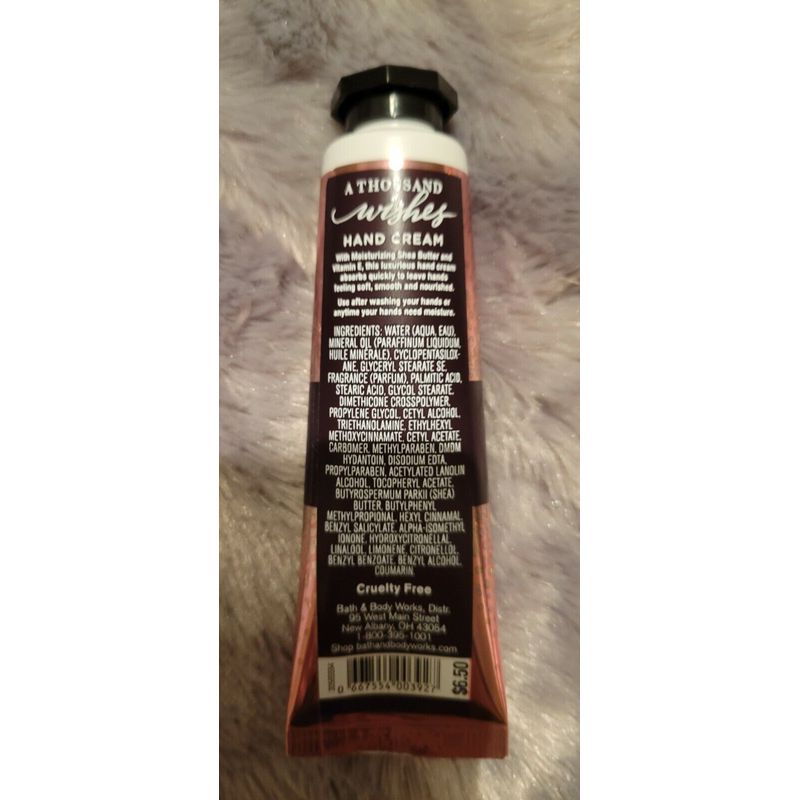 A THOUSAND
wishes
HAND CREAM
With Moisturizing Shea Butter and
Vitamin E, this luxurious hand cream
absorbs quickly to leave hands
feeling soft, smooth and nourished.
Use after washing your hands or
anytime your hands need moisture.
INGREDIENTS: WATER (AQUA, EAU),
MINERAL OIL (PARAFFINUM LIQUIDUM,
HUILE MINÉRALE), CYCLOPENTASILOX-
ANE, GLYCERYL STEARATE SE,
FRAGRANCE (PARFUM), PALMITIC ACID,
STEARIC ACID, GLYCOL STEARATE,
DIMETHICONE CROSSPOLYMER,
PROPYLENE GLYCOL, CETYL ALCOHOL,
TRIETHANOLAMINE, ETHYLHEXYL
METHOXYCINNAMATE, CETYL ACETATE,
CARBOMER, METHYLPARABEN, DMDM
HYDANTOIN, DISODIUM EDTA,
PROPYLPARABEN, ACETYLATED LANOLIN
ALCOHOL, TOCOPHERYL ACETATE,
BUTYROSPERMUM PARKII (SHEA)
BUTTER, BUTYLPHENYL
METHYLPROPIONAL, HEXYL CINNAMAL,
BENZYL SALICYLATE, ALPHA-ISOMETHYL
IONONE, HYDROXYCITRONELLAL,
LINALOOL, LIMONENE, CITRONELLOL,
BENZYL BENZOATE, BENZYL ALCOHOL,
COUMARIN.
Cruelty Free
Bath & Body Works, Distr.
95 West Main Street
New Albany, OH 43054
1-800-395-1001
Shop bathandbodyworks.com
0 667554 003927
$6.50